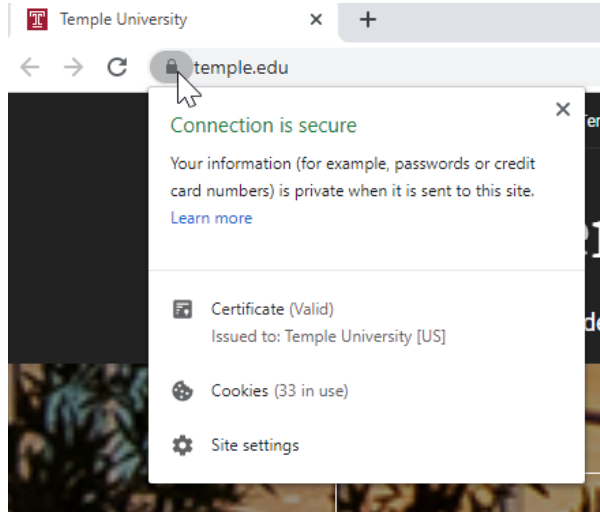 Temple University
temple.edu
Connection is secure
Your information (for example, passwords or credit
card numbers) is private when it is sent to this site.
Learn more
Certificate (Valid)
Issued to: Temple University [US]
Cookies (33 in use)
Site settings